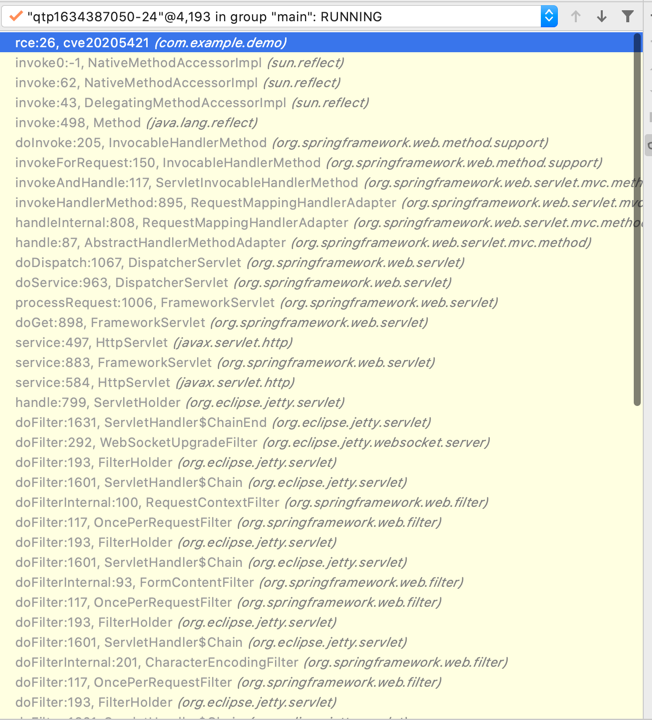 "qtp1634387050-24"@4,193 in group "main": RUNNING
rce:26, cve20205421 (com.example.demo)
invoke0:-1, NativeMethodAccessorImpl (sun.reflect)
invoke:62, NativeMethodAccessorImpl (sun.reflect)
invoke:43, DelegatingMethodAccessorImpl (sun.reflect)
invoke:498, Method (java.lang.reflect)
doInvoke:205, InvocableHandlerMethod (org.springframework.web.method.support)
invokeForRequest:150, InvocableHandlerMethod (org.springframework.web.method.support)
invokeAndHandle:117, ServletInvocableHandlerMethod (org.springframework.web.servlet.mvc.meth
invokeHandlerMethod:895, RequestMappingHandlerAdapter (org.springframework.web.servlet.mvc
handleInternal:808, RequestMappingHandlerAdapter (org.springframework.web.servlet.mvc.metho
handle:87, AbstractHandlerMethodAdapter (org.springframework.web.servlet.mvc.method)
doDispatch:1067, DispatcherServlet (org.springframework.web.servlet)
doService:963, DispatcherServlet (org.springframework.web.servlet)
processRequest:1006, FrameworkServlet (org.springframework.web.servlet)
doGet:898, FrameworkServlet (org.springframework.web.servlet)
service:497, HttpServlet (javax.servlet.http)
service:883, FrameworkServlet (org.springframework.web.servlet)
service:584, HttpServlet (javax.servlet.http)
handle:799, ServletHolder (org.eclipse.jetty.servlet)
doFilter:1631, ServletHandler$ChainEnd (org.eclipse.jetty.servlet)
doFilter:292, WebSocketUpgradeFilter (org.eclipse.jetty.websocket.server)
doFilter:193, FilterHolder (org.eclipse.jetty.servlet)
doFilter:1601, ServletHandler$Chain (org.eclipse.jetty.servlet)
doFilterInternal:100, RequestContextFilter (org.springframework.web.filter)
doFilter:117, OncePerRequestFilter (org.springframework.web.filter)
doFilter:193, FilterHolder (org.eclipse.jetty.servlet)
doFilter:1601, ServletHandler$Chain (org.eclipse.jetty.servlet)
doFilterInternal:93, FormContentFilter (org.springframework.web.filter)
doFilter:117, OncePerRequestFilter (org.springframework.web.filter)
doFilter:193, FilterHolder (org.eclipse.jetty.servlet)
doFilter:1601, ServletHandler$Chain (org.eclipse.jetty.servlet)
doFilterInternal:201, CharacterEncodingFilter (org.springframework.web.filter)
doFilter:117, OncePerRequestFilter (org.springframework.web.filter)
doFilter:193, FilterHolder (org.eclipse.jetty.servlet)